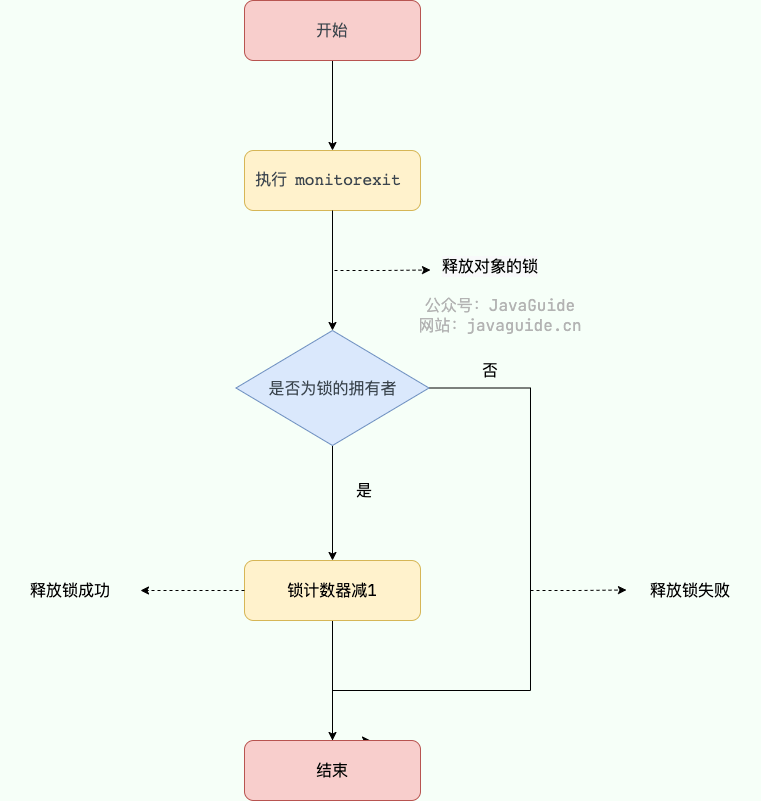 开始
执行 monitorexit
释放对象的锁
公众号：JavaGuide
网站：javaguide.cn
是否为锁的拥有者
否
是
释放锁成功
锁计数器减1
释放锁失败
结束